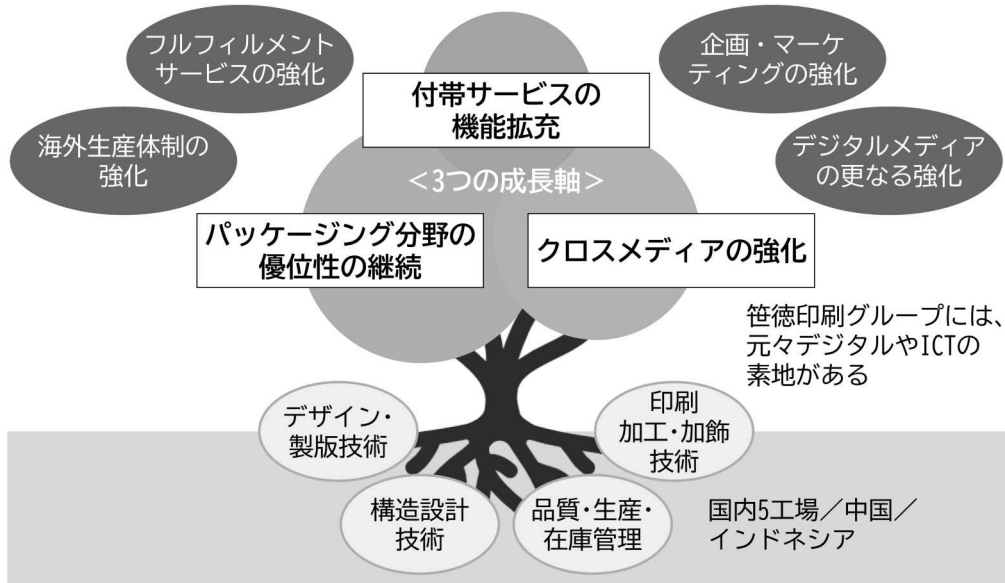 フルフィルメント
サービスの強化
企画・マーケ
ティングの強化
付帯サービスの
機能拡充
海外生産体制の
強化
デジタルメディア
の更なる強化
＜3つの成長軸＞
パッケージング分野の
優位性の継続
クロスメディアの強化
笹徳印刷グループには、
元々デジタルやICTの
素地がある
デザイン・
製版技術
印刷
加工・加飾
技術
構造設計
技術
品質・生産・
在庫管理
国内5工場／中国／
インドネシア